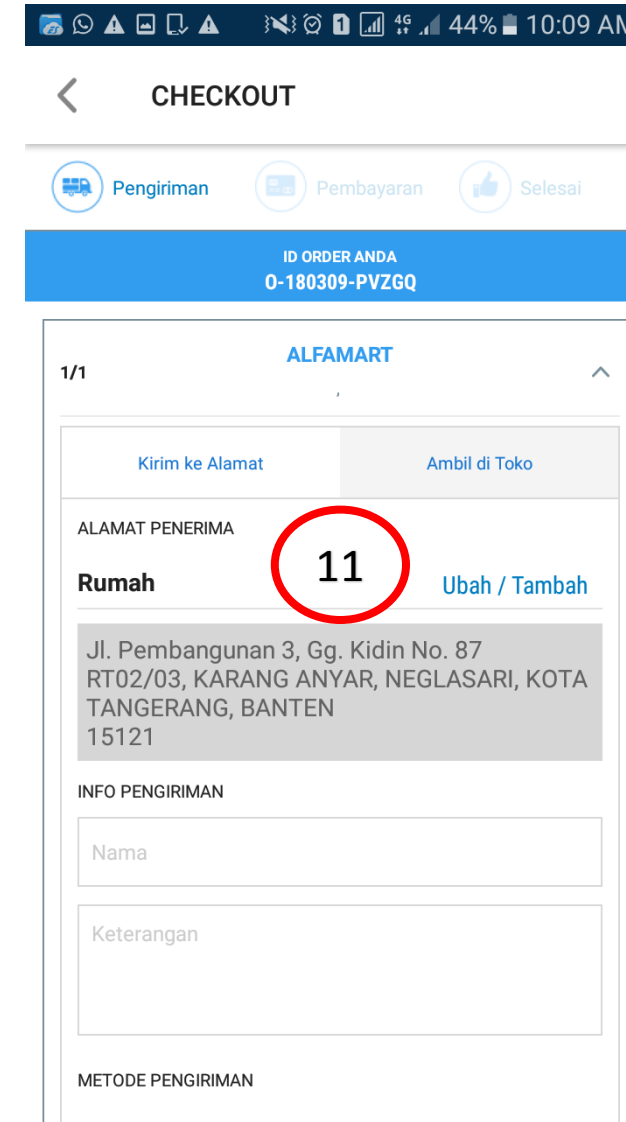 4G 44% 10:09 AM
CHECKOUT
Pengiriman Pembayaran Selesai
ID ORDER ANDA
O-180309-PVZGQ
ALFAMART
1/1
,
Kirim ke Alamat Ambil di Toko
ALAMAT PENERIMA
11
Rumah Ubah / Tambah
Jl. Pembangunan 3, Gg. Kidin No. 87
RT02/03, KARANG ANYAR, NEGLASARI, KOTA
TANGERANG, BANTEN
15121
INFO PENGIRIMAN
Nama
Keterangan
METODE PENGIRIMAN